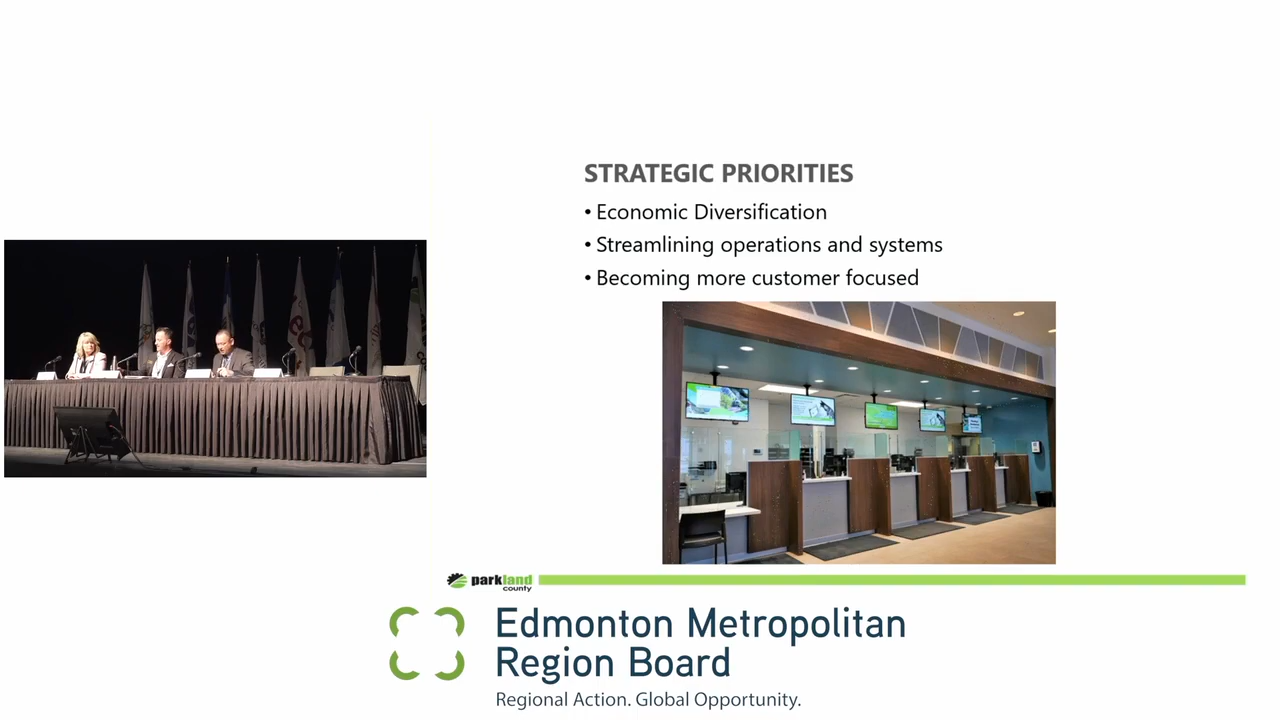 STRATEGIC PRIORITIES
• Economic Diversification
• Streamlining operations and systems
• Becoming more customer focused
parkland
county
Edmonton Metropolitan
Region Board
Regional Action. Global Opportunity.